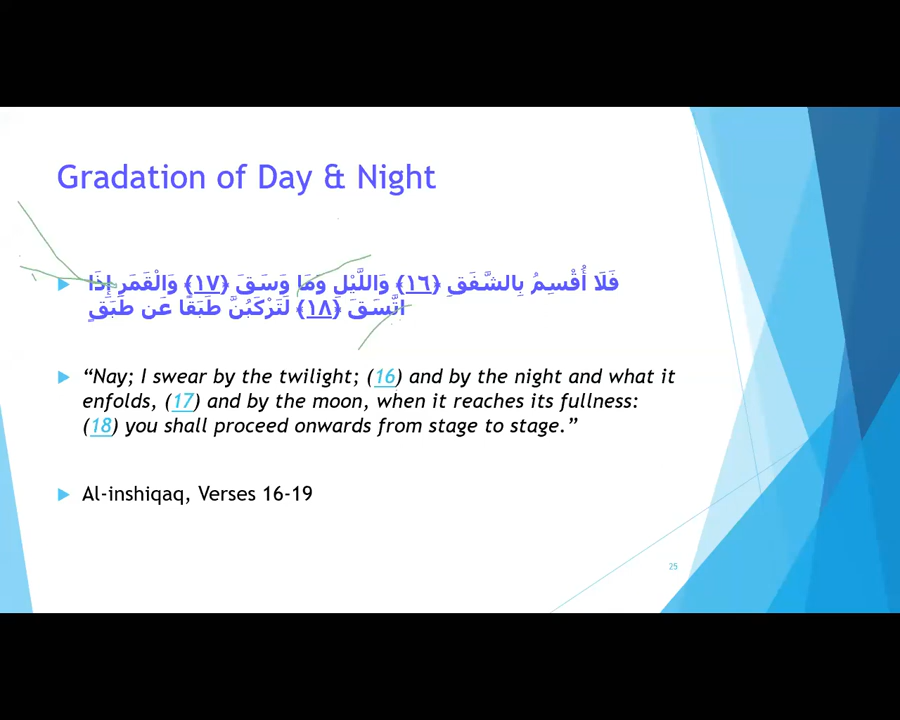 Gradation of Day & Night
فَلَا أُقْسِمُ بِالشَّفَقِ ﴿١٦﴾ وَاللَّيْلِ وَمَا وَسَقَ ﴿١٧﴾ وَالْقَمَرِ إِذَا
اتَّسَقَ ﴿١٨﴾ لَتَرْكَبُنَّ طَبَقًا عَن طَبَقٍ
“Nay; I swear by the twilight; (16) and by the night and what it
enfolds, (17) and by the moon, when it reaches its fullness:
(18) you shall proceed onwards from stage to stage.”
Al-inshiqaq, Verses 16-19
25